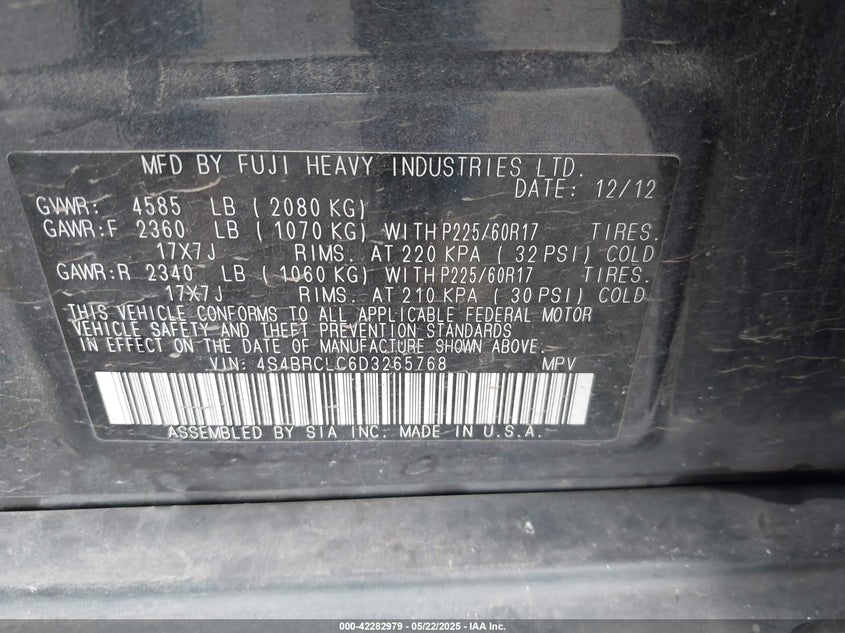 MFD BY FUJI HEAVY INDUSTRIES LTD.
DATE: 12/12
GVWR: 4585 LB ( 2080 KG)
GAWR:F 2360 LB ( 1070 KG) WITH P225/60R17 TIRES.
17X7J RIMS. AT 220 KPA ( 32 PSI) COLD
GAWR:R 2340 LB ( 1060 KG) WITH P225/60R17 TIRES.
17X7J RIMS. AT 210 KPA ( 30 PSI) COLD
THIS VEHICLE CONFORMS TO ALL APPLICABLE FEDERAL MOTOR
VEHICLE SAFETY AND THEFT PREVENTION STANDARDS
IN EFFECT ON THE DATE OF MANUFACTURE SHOWN ABOVE.
VIN: 4S4BRCLC6D3265768 MPV
ASSEMBLED BY SIA INC. MADE IN U.S.A.
000-42282979 - 05/22/2025 - IAA Inc.